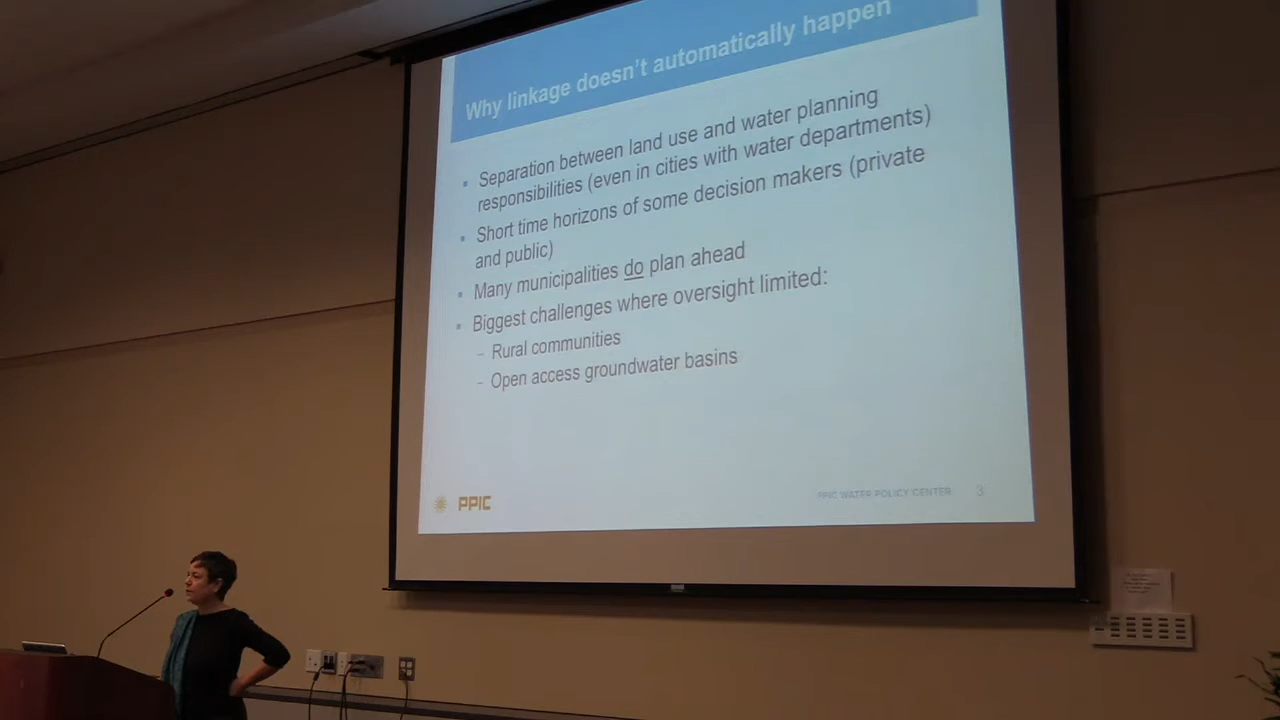 Why linkage doesn't automatically happen
▪ Separation between land use and water planning
responsibilities (even in cities with water departments)
▪ Short time horizons of some decision makers (private
and public)
▪ Many municipalities do plan ahead
▪ Biggest challenges where oversight limited:
– Rural communities
– Open access groundwater basins
PPIC
PPIC WATER POLICY CENTER 3